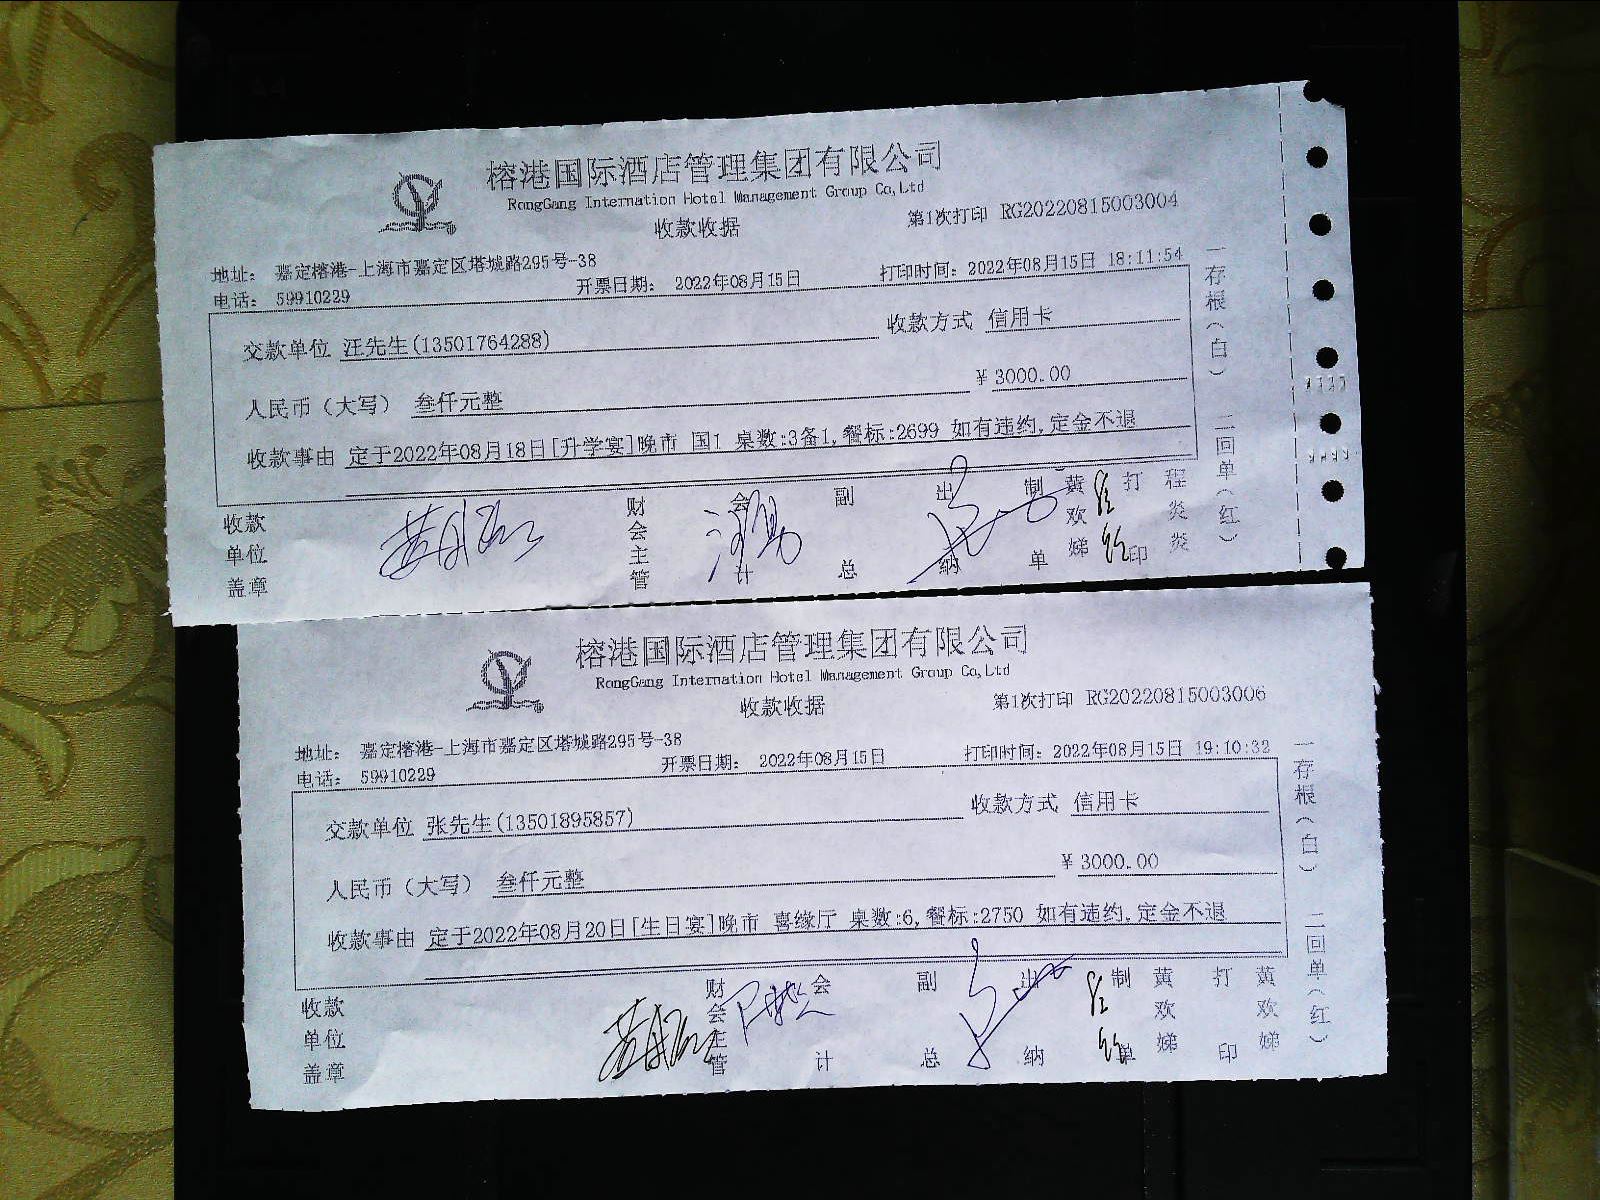 榕港国际酒店管理集团有限公司
RongGang Internation Hotel Management Group Co,Ltd
收款收据
第1次打印 RG20220815003004
地址： 嘉定榕港-上海市嘉定区塔城路295号-38
电话： 59910229
开票日期： 2022年08月15日
打印时间：2022年08月15日 18:11:54
交款单位 汪先生(13501764288)
收款方式 信用卡
人民币（大写） 叁仟元整
¥ 3000.00
收款事由 定于2022年08月18日[升学宴]晚市 国1 桌数:3备1,餐标:2699 如有违约,定金不退
收款单位盖章
财会主管
会计
副总
出纳
制单 黄欢娣
打印 程炎炎
一存根（白） 二回单（红）
榕港国际酒店管理集团有限公司
RongGang Internation Hotel Management Group Co,Ltd
收款收据
第1次打印 RG20220815003006
地址： 嘉定榕港-上海市嘉定区塔城路295号-38
电话： 59910229
开票日期： 2022年08月15日
打印时间：2022年08月15日 19:10:32
交款单位 张先生(13501895857)
收款方式 信用卡
人民币（大写） 叁仟元整
¥ 3000.00
收款事由 定于2022年08月20日[生日宴]晚市 喜缘厅 桌数:6,餐标:2750 如有违约,定金不退
收款单位盖章
财会主管
会计
副总
出纳
制单 黄欢娣
打印 黄欢娣
一存根（白） 二回单（红）